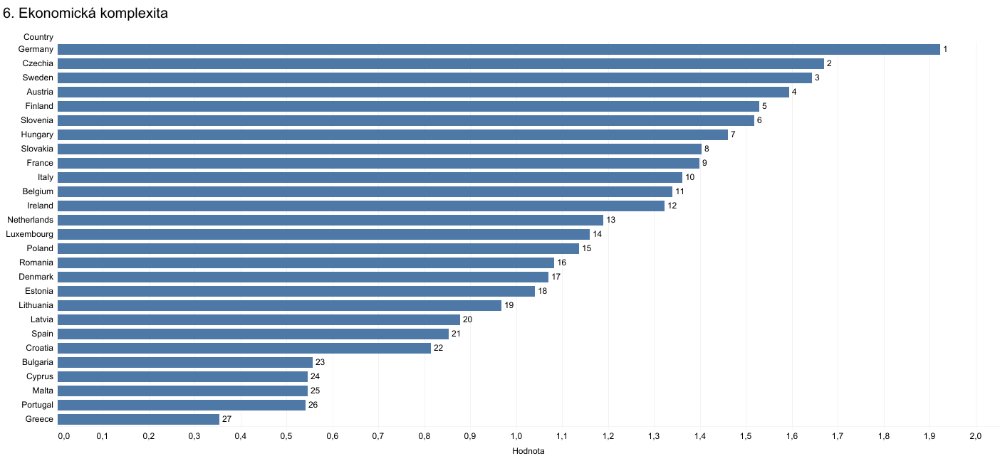 6. Ekonomická komplexita
Country
Germany 1
Czechia 2
Sweden 3
Austria 4
Finland 5
Slovenia 6
Hungary 7
Slovakia 8
France 9
Italy 10
Belgium 11
Ireland 12
Netherlands 13
Luxembourg 14
Poland 15
Romania 16
Denmark 17
Estonia 18
Lithuania 19
Latvia 20
Spain 21
Croatia 22
Bulgaria 23
Cyprus 24
Malta 25
Portugal 26
Greece 27
0,0 0,1 0,2 0,3 0,4 0,5 0,6 0,7 0,8 0,9 1,0 1,1 1,2 1,3 1,4 1,5 1,6 1,7 1,8 1,9 2,0
Hodnota